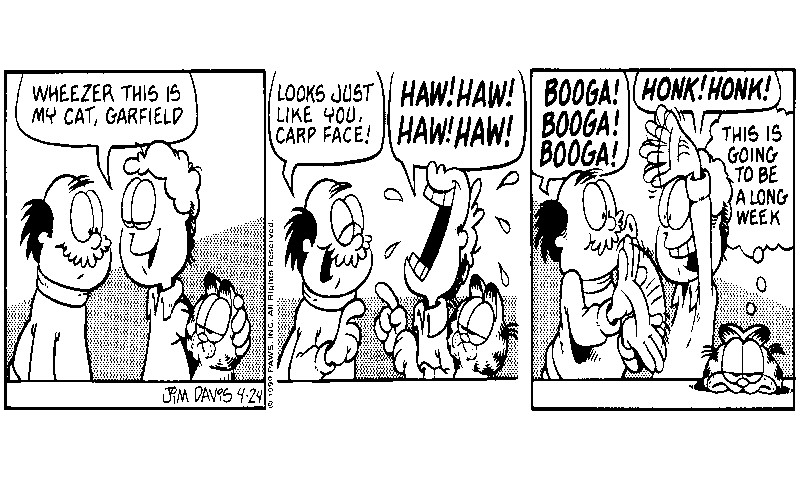 WHEEZER THIS IS
MY CAT, GARFIELD
JIM DAVIS 4-24
© 1990 PAWS, INC. All Rights Reserved.
LOOKS JUST
LIKE YOU,
CARP FACE!
HAW! HAW!
HAW! HAW!
BOOGA!
BOOGA!
BOOGA!
HONK! HONK!
THIS IS
GOING
TO BE
A LONG
WEEK